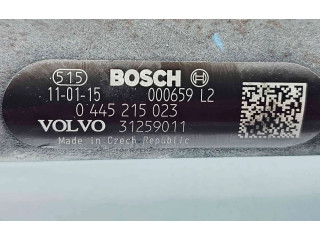 515 BOSCH
11-01-15 000659 L2
0 445 215 023
VOLVO 31259011
Made in Czech Republic